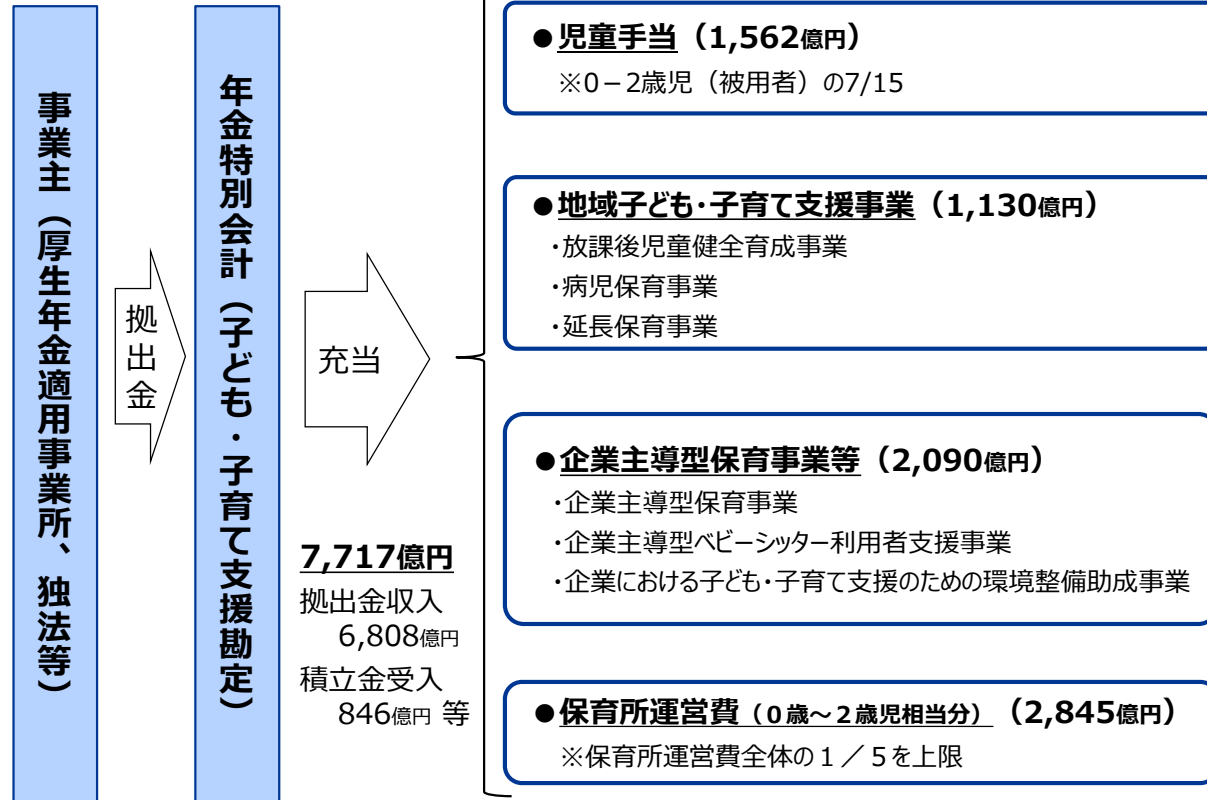 事業主（厚生年金適用事業所、独法等）
拠出金
年金特別会計（子ども・子育て支援勘定）
充当
7,717億円
拠出金収入
6,808億円
積立金受入
846億円 等
●児童手当（1,562億円）
※0－2歳児（被用者）の7/15
●地域子ども・子育て支援事業（1,130億円）
・放課後児童健全育成事業
・病児保育事業
・延長保育事業
●企業主導型保育事業等（2,090億円）
・企業主導型保育事業
・企業主導型ベビーシッター利用者支援事業
・企業における子ども・子育て支援のための環境整備助成事業
●保育所運営費（０歳～２歳児相当分）（2,845億円）
※保育所運営費全体の１／５を上限